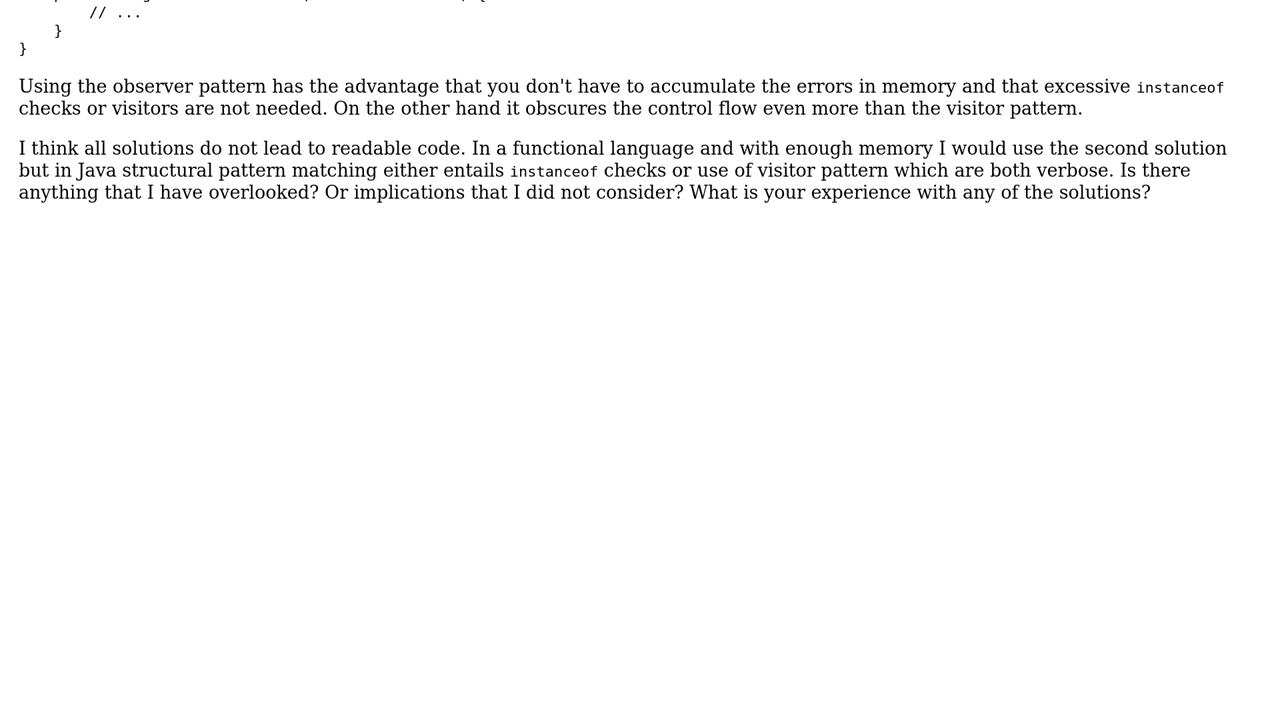 // ...
}
}
Using the observer pattern has the advantage that you don't have to accumulate the errors in memory and that excessive instanceof
checks or visitors are not needed. On the other hand it obscures the control flow even more than the visitor pattern.
I think all solutions do not lead to readable code. In a functional language and with enough memory I would use the second solution
but in Java structural pattern matching either entails instanceof checks or use of visitor pattern which are both verbose. Is there
anything that I have overlooked? Or implications that I did not consider? What is your experience with any of the solutions?